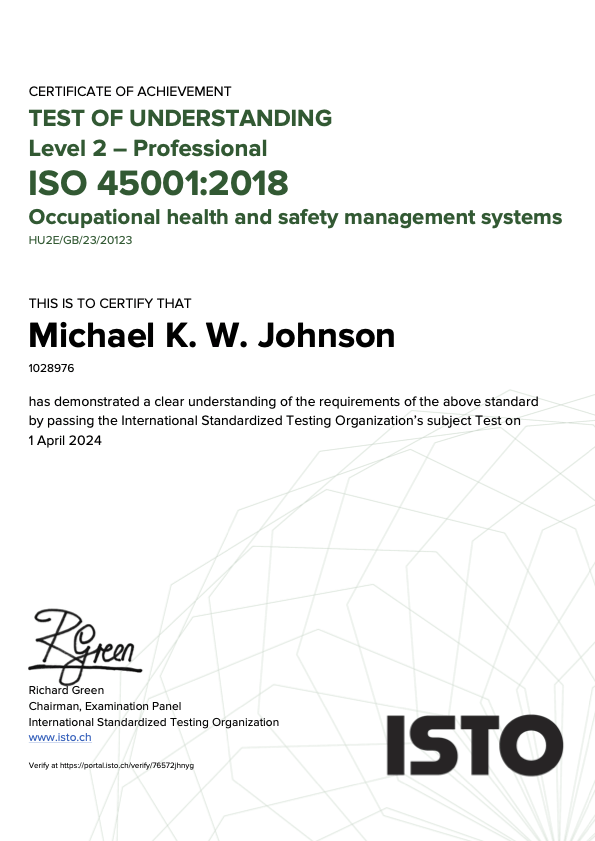 CERTIFICATE OF ACHIEVEMENT
TEST OF UNDERSTANDING
Level 2 – Professional
ISO 45001:2018
Occupational health and safety management systems
HU2E/GB/23/20123
THIS IS TO CERTIFY THAT
Michael K. W. Johnson
1028976
has demonstrated a clear understanding of the requirements of the above standard
by passing the International Standardized Testing Organization’s subject Test on
1 April 2024
RGreen
Richard Green
Chairman, Examination Panel
International Standardized Testing Organization
www.isto.ch
Verify at https://portal.isto.ch/verify/76572jhnyg
ISTO